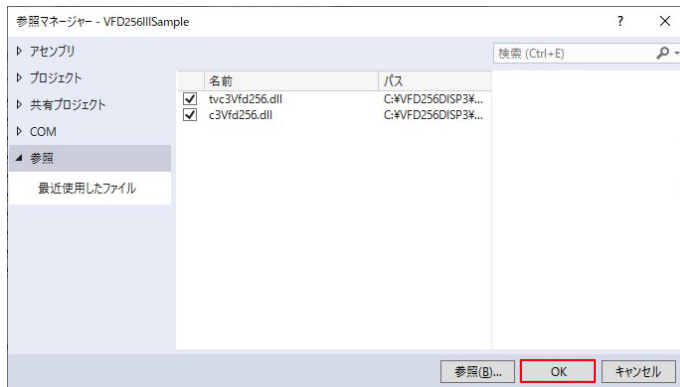 参照マネージャー - VFD256IIISample ? ×
検索 (Ctrl+E)
アセンブリ
プロジェクト
共有プロジェクト
COM
参照
最近使用したファイル
名前 パス
tvc3Vfd256.dll C:¥VFD256DISP3¥...
c3Vfd256.dll C:¥VFD256DISP3¥...
参照(B)... OK キャンセル